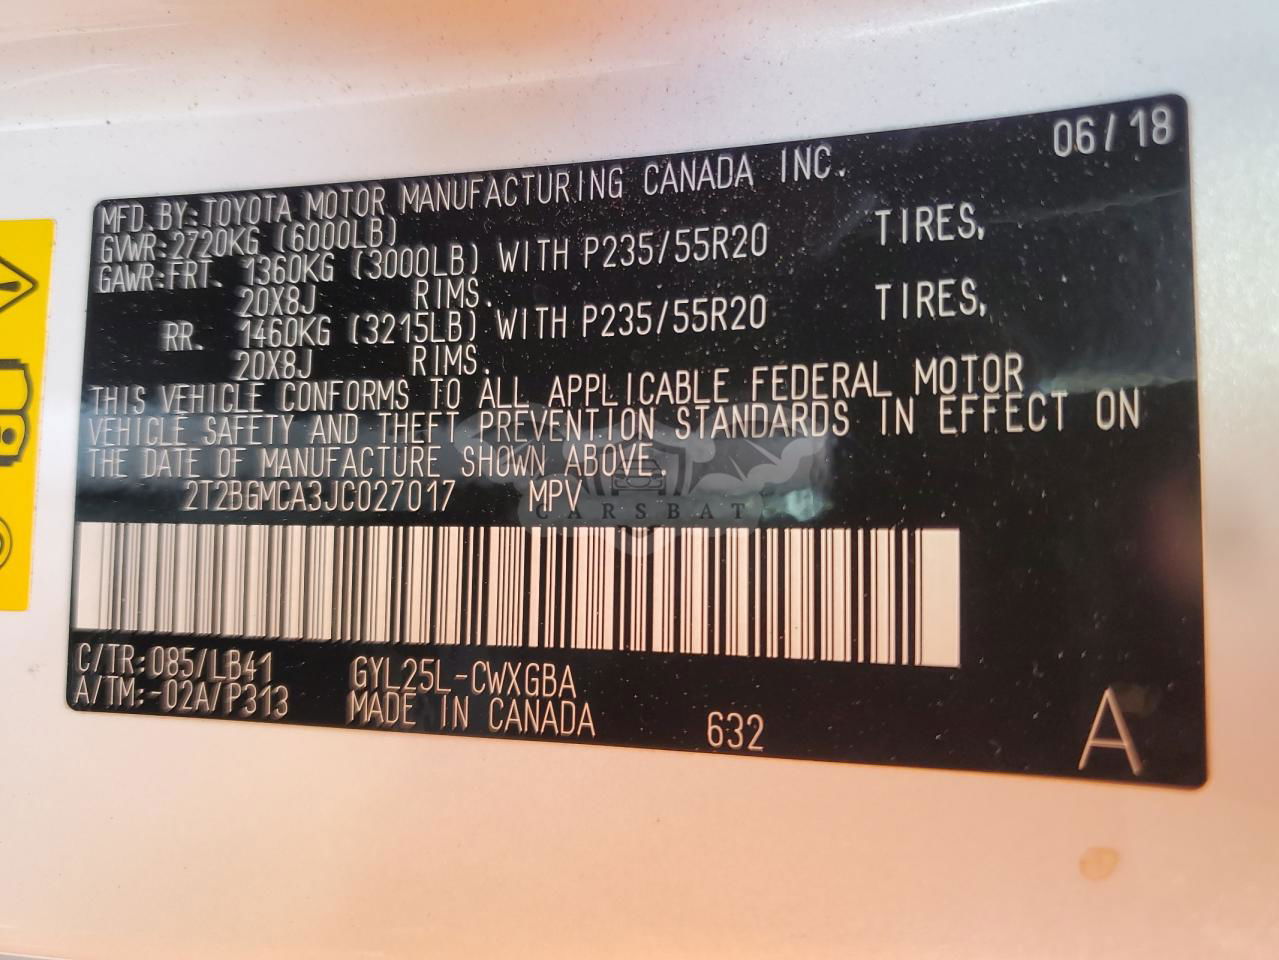 06/18
MFD.BY:TOYOTA MOTOR MANUFACTURING CANADA INC.
GVWR:2720KG (6000LB)
GAWR:FRT. 1360KG (3000LB) WITH P235/55R20 TIRES,
20X8J RIMS.
RR. 1460KG (3215LB) WITH P235/55R20 TIRES,
20X8J RIMS.
THIS VEHICLE CONFORMS TO ALL APPLICABLE FEDERAL MOTOR
VEHICLE SAFETY AND THEFT PREVENTION STANDARDS IN EFFECT ON
THE DATE OF MANUFACTURE SHOWN ABOVE.
2T2BGMCA3JC027017 MPV
CARSBAT
C/TR:085/LB41 GYL25L-CWXGBA
A/TM:-02A/P313 MADE IN CANADA 632 A